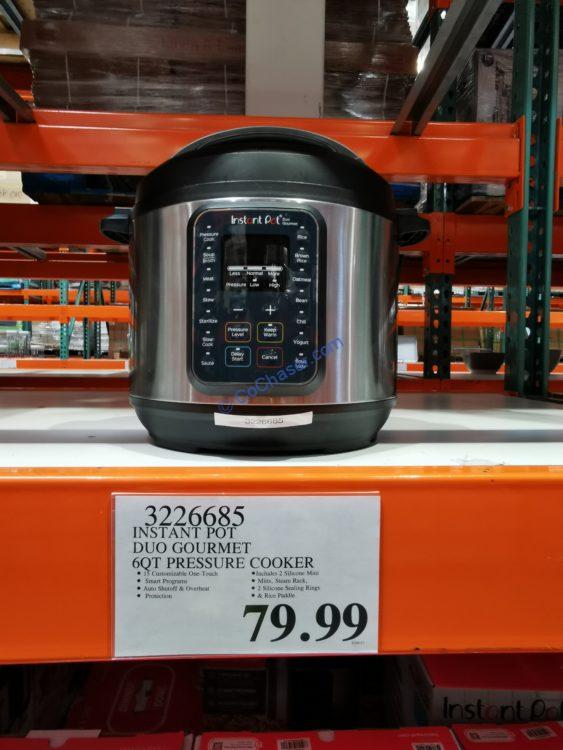 Instant Pot® Duo Gourmet
Pressure Cook
Soup Broth
Meat
Stew
Sterilize
Slow Cook
Sauté
Less Normal More
Pressure Low High
Rice
Brown Rice
Oatmeal
Bean
Chili
Yogurt
Sous Vide
− +
Pressure Level
Keep Warm
Delay Start
Cancel
© CoChaser.com
3226685
3226685
INSTANT POT
DUO GOURMET
6QT PRESSURE COOKER
• 15 Customizable One-Touch
• Smart Programs
• Auto Shutoff & Overheat
• Protection
• Includes 2 Silicone Mini
• Mitts, Steam Rack,
• 2 Silicone Sealing Rings
• & Rice Paddle
79.99
Instant Pot